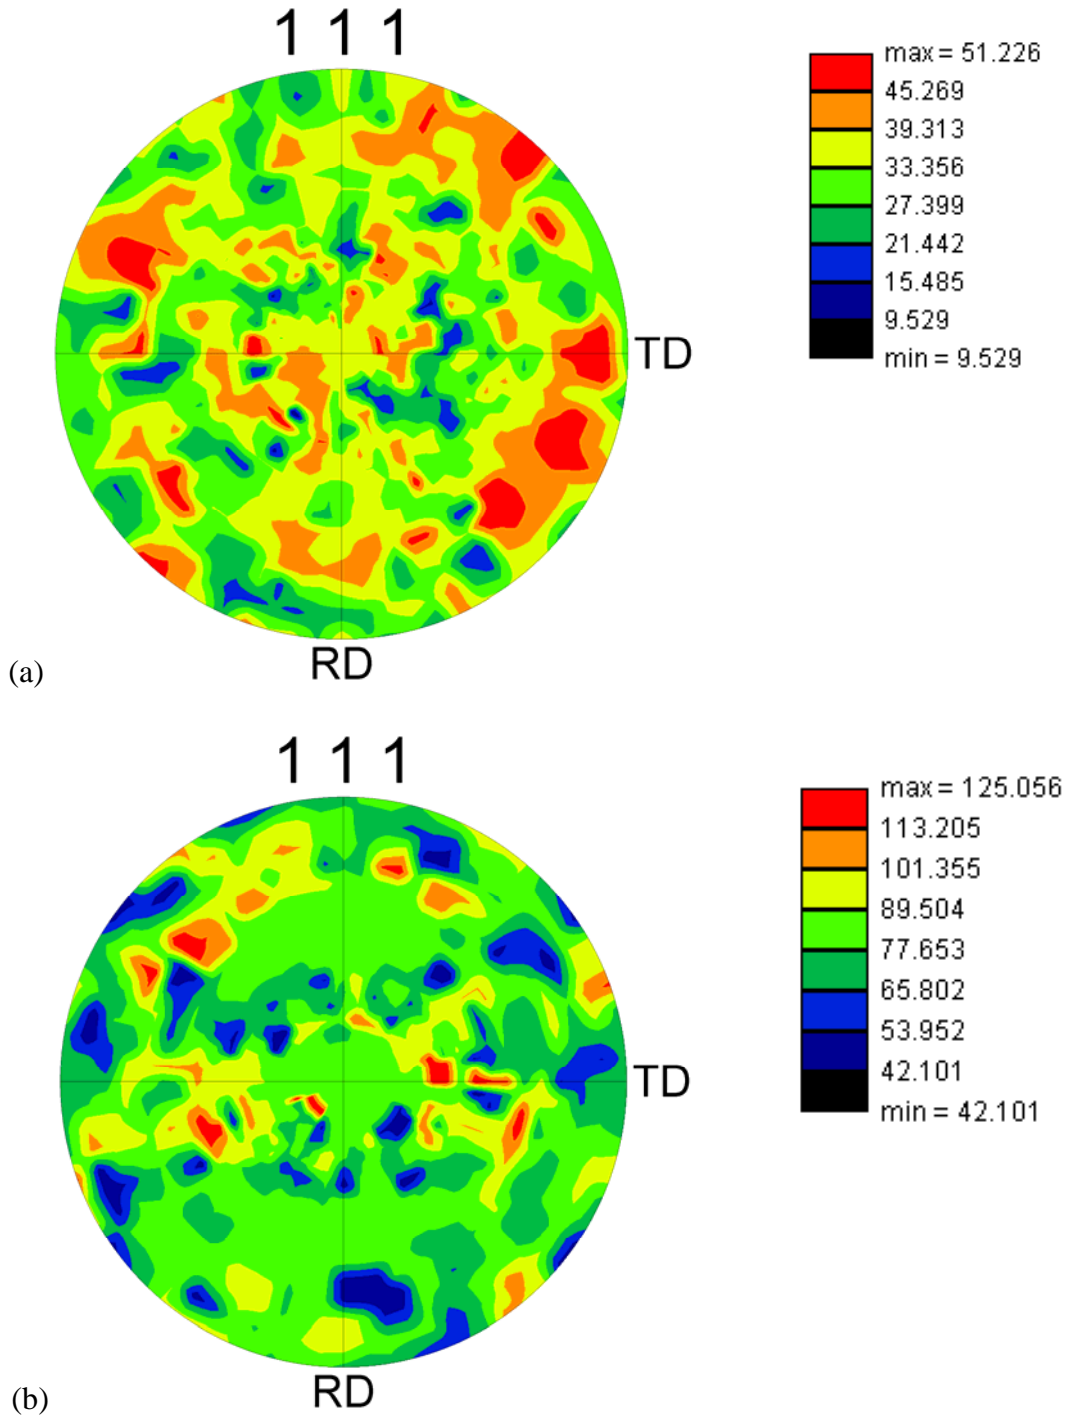 1 1 1
max = 51.226
45.269
39.313
33.356
27.399
21.442
15.485
9.529
min = 9.529
TD
RD
(a)
1 1 1
max = 125.056
113.205
101.355
89.504
77.653
65.802
53.952
42.101
min = 42.101
TD
RD
(b)